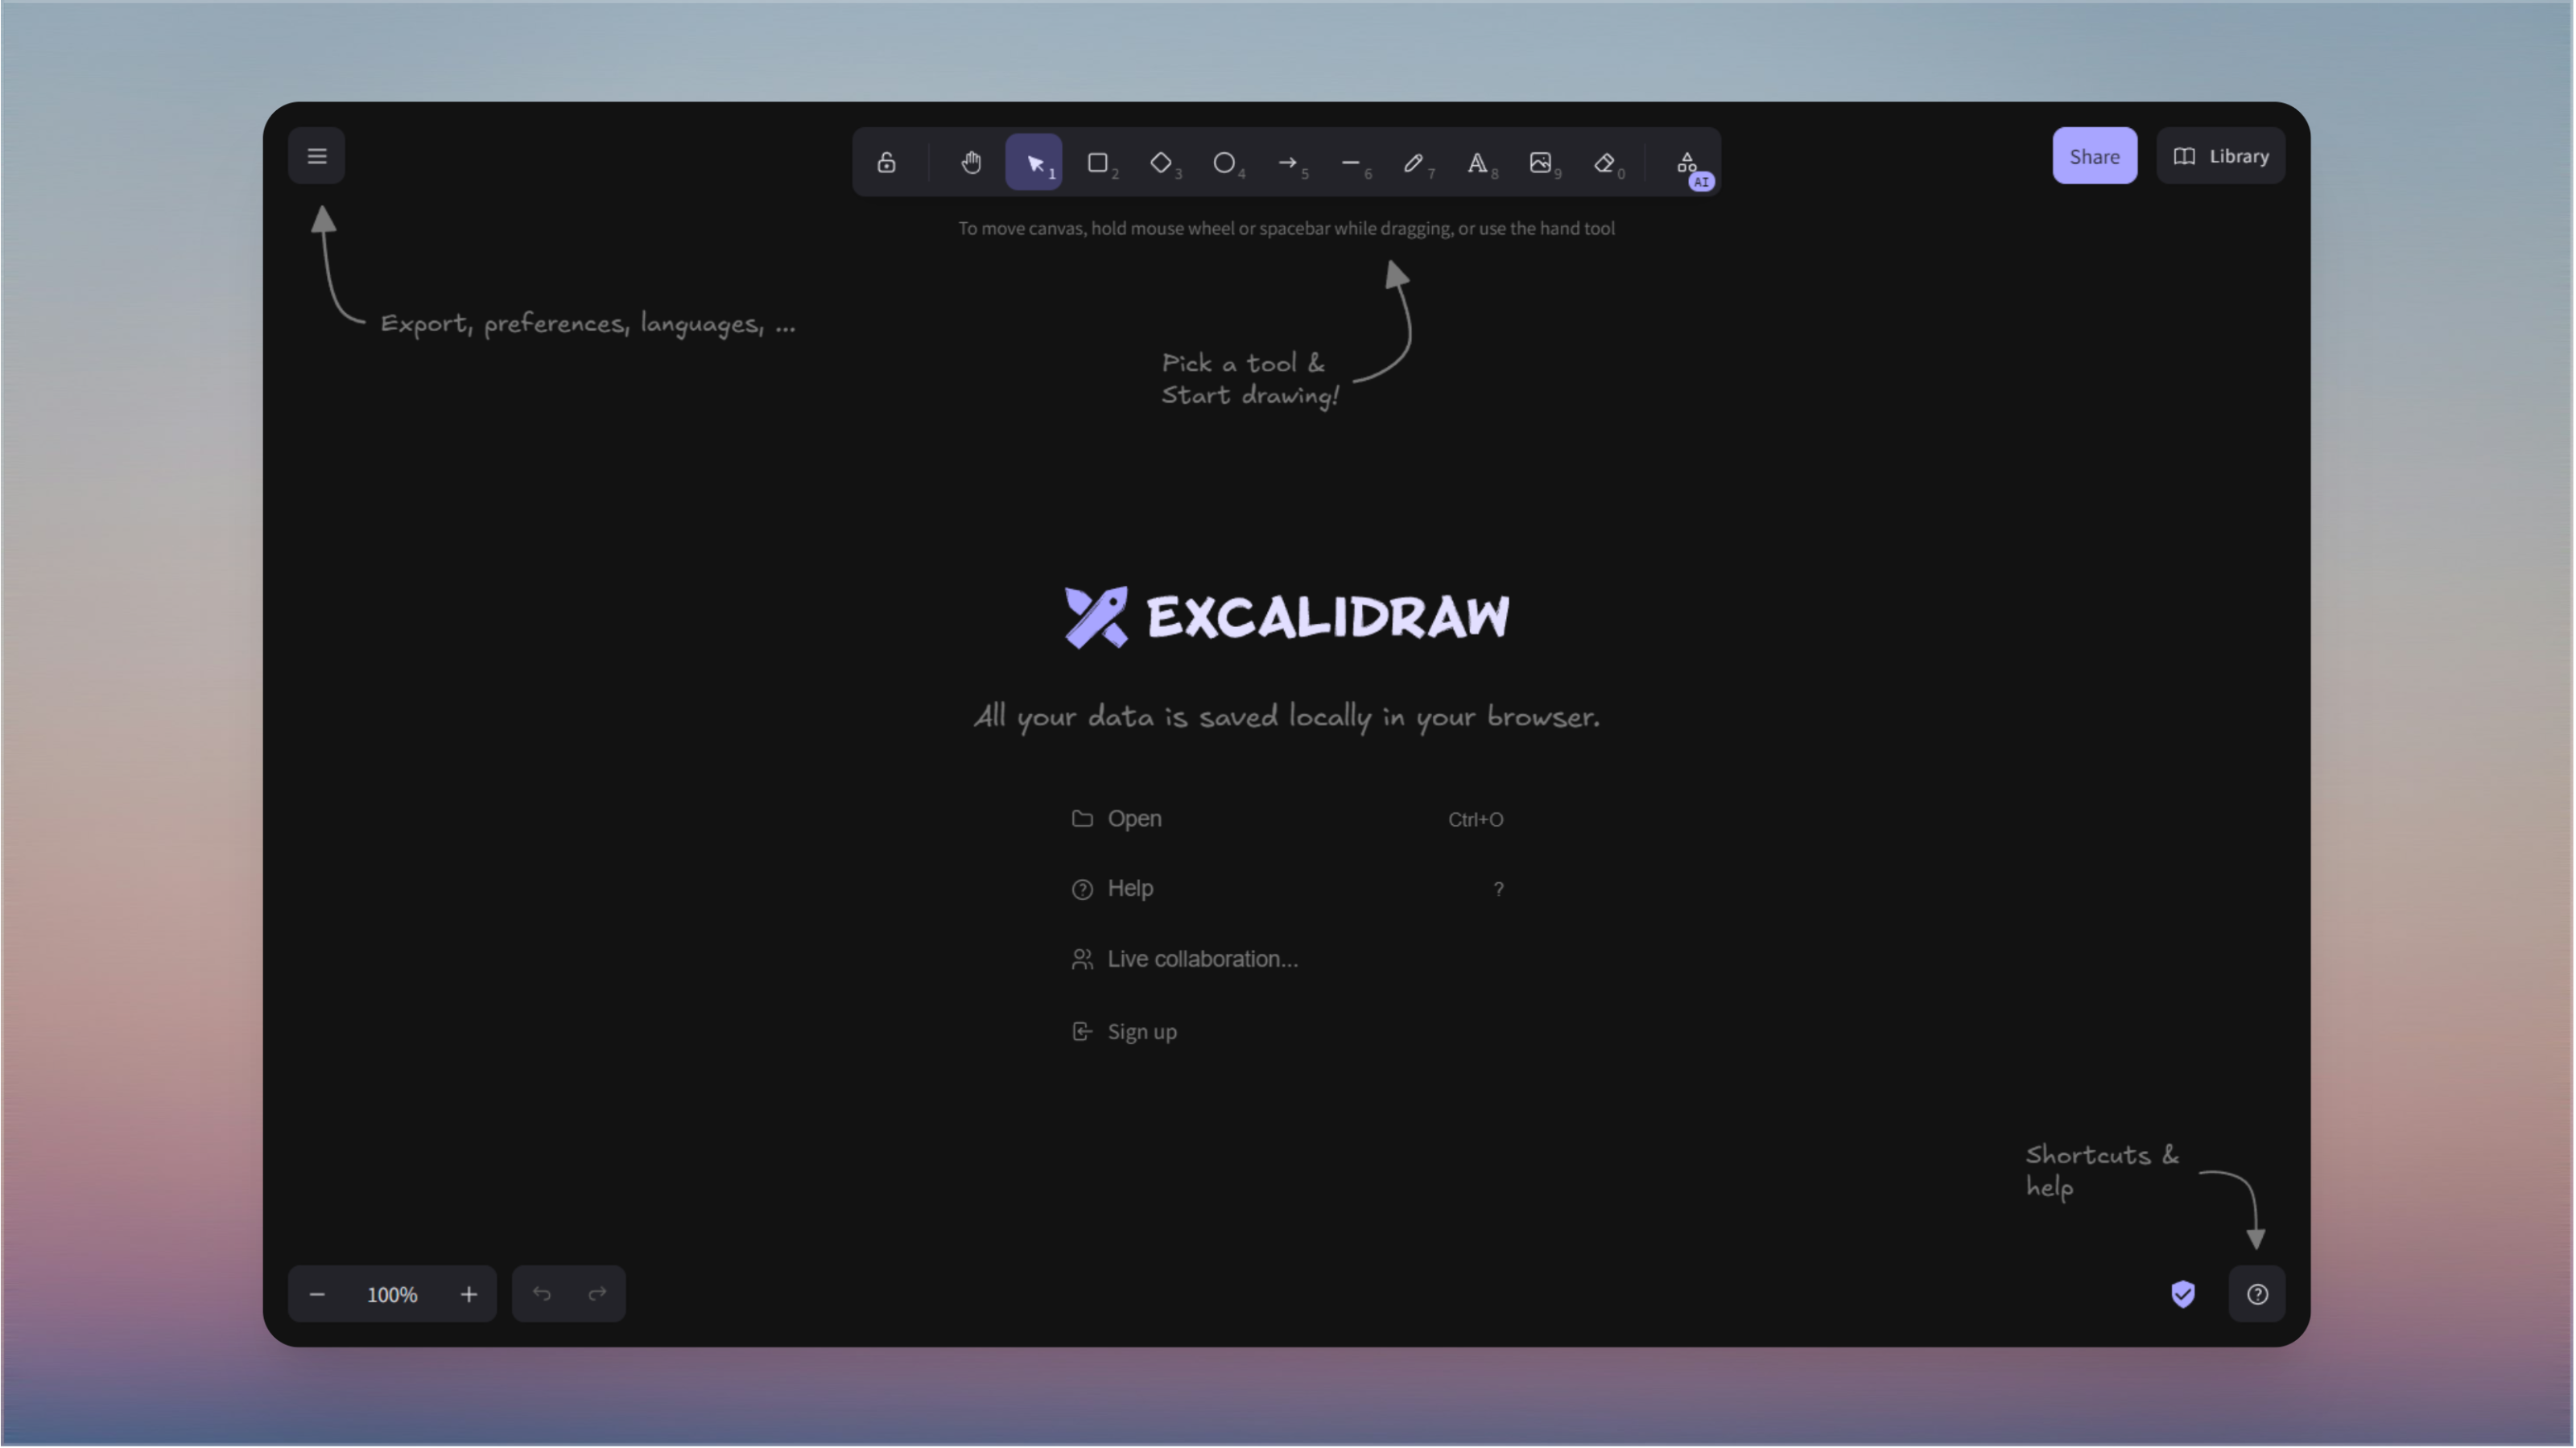 1
2
3
4
5
6
7
8
9
0
AI
Share
Library
To move canvas, hold mouse wheel or spacebar while dragging, or use the hand tool
Export, preferences, languages, ...
Pick a tool &
Start drawing!
EXCALIDRAW
All your data is saved locally in your browser.
Open Ctrl+O
Help ?
Live collaboration...
Sign up
Shortcuts &
help
100%